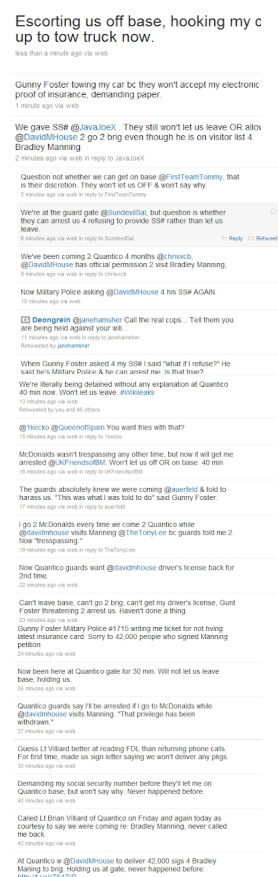 Escorting us off base, hooking my c
up to tow truck now.
less than a minute ago via web
Gunny Foster towing my car bc they won't accept my electronic
proof of insurance, demanding paper.
1 minute ago via web
We gave SS# @JavaJoeX . They still won't let us leave OR allow
@DavidMHouse 2 go 2 brig even though he is on visitor list 4
Bradley Manning
2 minutes ago via web in reply to JavaJoeX
Question not whether we can get on base @FirstTeamTommy, that
is their discretion. They won't let us OFF & won't say why.
5 minutes ago via web in reply to FirstTeamTommy
We're at the guard gate @SundevilSal, but question is whether
they can arrest us 4 refusing to provide SS# rather than let us
leave.
6 minutes ago via web in reply to SundevilSal Reply Retweet
We've been coming 2 Quantico 4 months @chrisvcb,
@DavidMHouse has official permission 2 visit Bradley Manning,
8 minutes ago via web in reply to chrisvcb
Now Military Police asking @DavidMHouse 4 his SS# AGAIN.
10 minutes ago via web
Deongrein @janehamsher Call the real cops... Tell them you
are being held against your will...
11 minutes ago via web in reply to janehamsher
Retweeted by janehamsher
When Gunny Foster asked 4 my SS# I said "what if I refuse?" He
said he's Military Police & he can arrest me. Is that true?
We're literally being detained without any explanation at Quantico
40 min now. Won't let us leave. #Wikileaks
13 minutes ago via web
Retweeted by you and 46 others
@1kecko @QueenofSpain You want fries with that?
15 minutes ago via web in reply to 1kecko
McDonalds wasn't trespassing any other time, but now it will get me
arrested @UKFriendsofBM. Won't let us off OR on base. 40 min
16 minutes ago via web in reply to UKFriendsofBM
The guards absolutely knew we were coming @auerfeld & told to
harass us. "This was what I was told to do" said Gunny Foster.
17 minutes ago via web in reply to auerfeld
I go 2 McDonalds every time we come 2 Quantico while
@davidmhouse visits Manning @TheTonyLee bc guards told me 2.
Now "tresspassing."
19 minutes ago via web in reply to TheTonyLee
Now Quantico guards want @davidmhouse driver's license back for
2nd time.
22 minutes ago via web
Can't leave base, can't go 2 brig, can't get my driver's license, Gunt
Foster threatening 2 arrest us. Haven't done a thing.
23 minutes ago via web
Gunny Foster Military Police #1715 writing me ticket for not hving
latest insurance card. Sorry to 42,000 people who signed Manning
petition
24 minutes ago via web
Now been here at Quantico gate for 30 min. Will not let us leave
base, holding us.
26 minutes ago via web
Quantico guards say I'll be arrested if I go to McDonalds while
@davidmhouse visits Manning. "That privilege has been
withdrawn."
27 minutes ago via web
Guess Lt Villiard better at reading FDL than returning phone calls.
For first time, made us sign letter saying we won't deliver any pkgs.
30 minutes ago via web
Demanding my social security number before they'll let me on
Quantico base, but won't say why. Never happened before.
40 minutes ago via web
Called Lt Brian Villard of Quantico on Friday and again today as
courtesy to say we were coming re: Bradley Manning, never called
me back.
42 minutes ago via web
At Quantico w @DavidMHouse to deliver 42,000 sigs 4 Bradley
Maning to brig. Holding us at gate, never happened before: